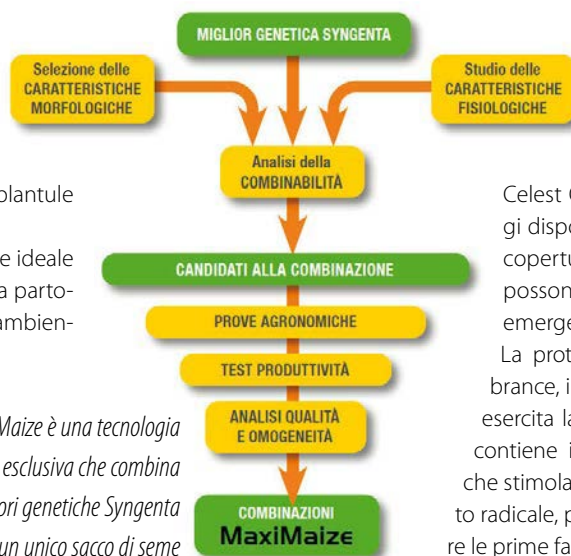 MIGLIOR GENETICA SYNGENTA
Selezione delle
CARATTERISTICHE
MORFOLOGICHE
Studio delle
CARATTERISTICHE
FISIOLOGICHE
Analisi della
COMBINABILITÀ
CANDIDATI ALLA COMBINAZIONE
PROVE AGRONOMICHE
TEST PRODUTTIVITÀ
ANALISI QUALITÀ
E OMOGENEITÀ
COMBINAZIONI
MaxiMaize
plantule
e ideale
a parto-
ambien-
Maize è una tecnologia
esclusiva che combina
ori genetiche Syngenta
un unico sacco di seme
Celest
gi dispo
copertu
posson
emerge
La prot
brance, i
esercita la
contiene i
che stimola
to radicale, p
re le prime fa